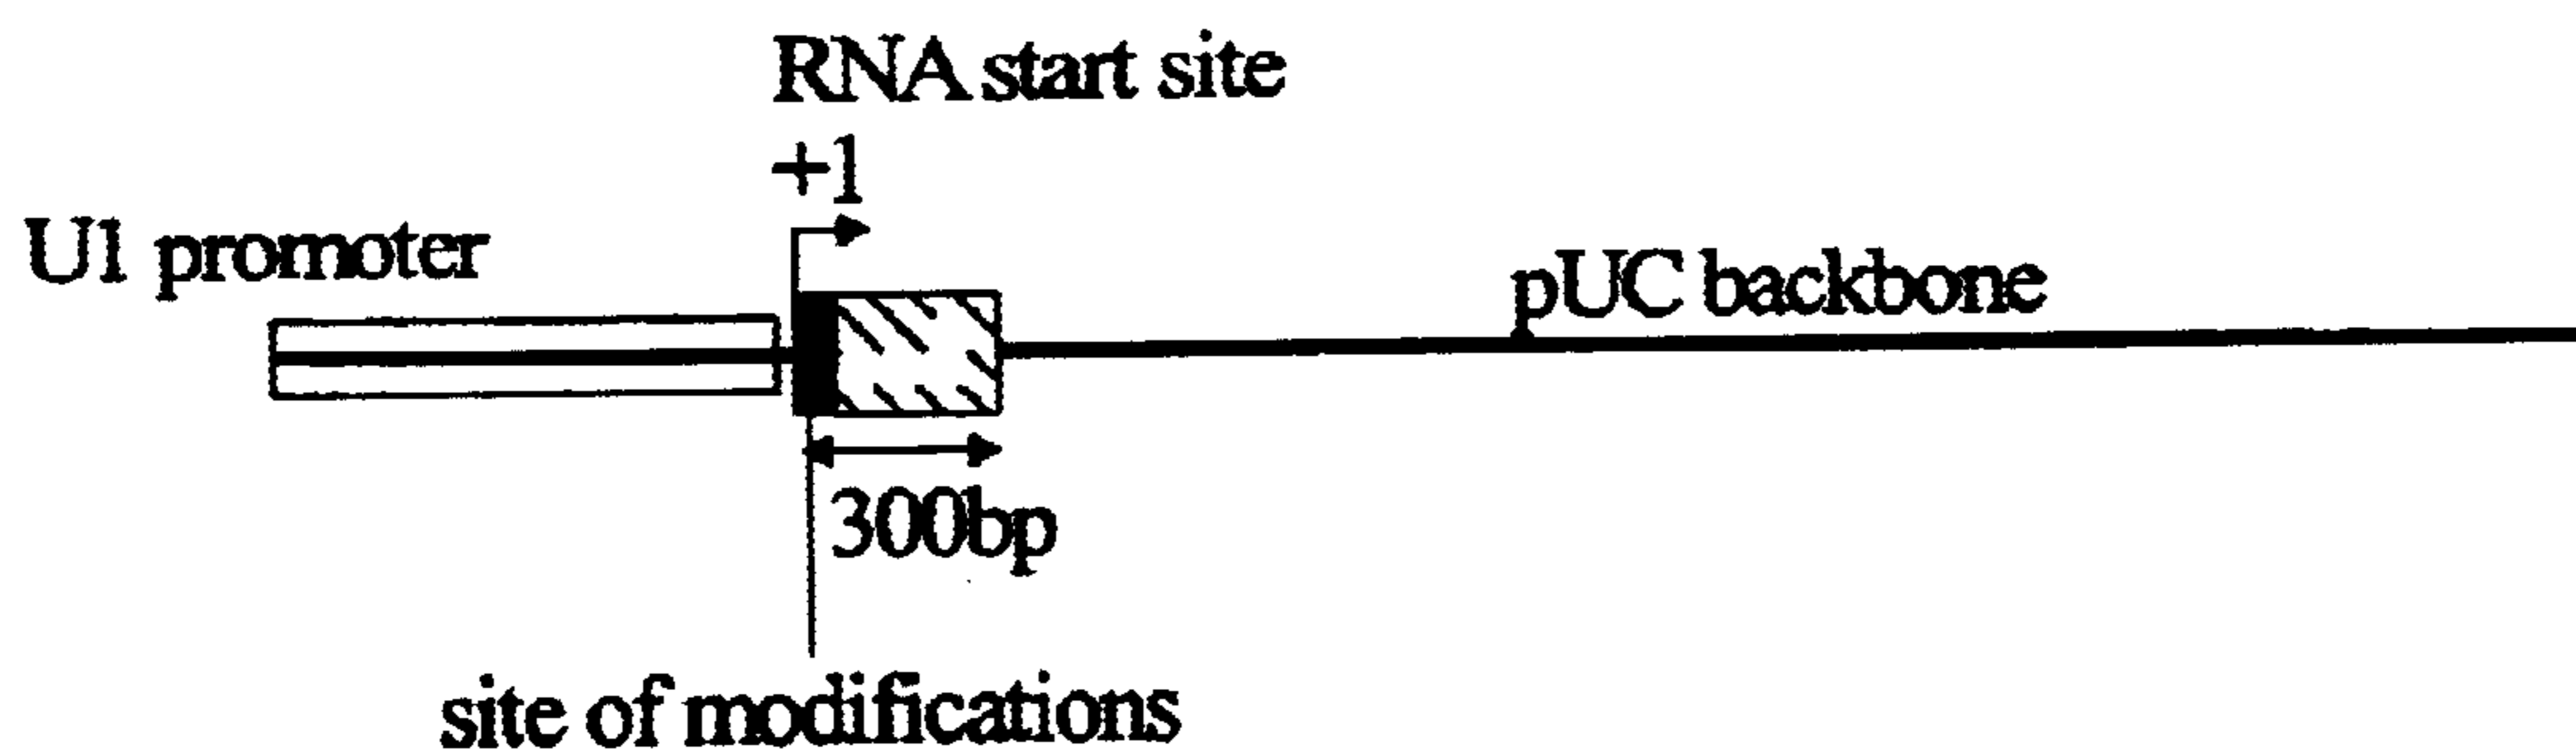 RNA start site
+1
U1 promoter
pUC backbone
300bp
site of modifications